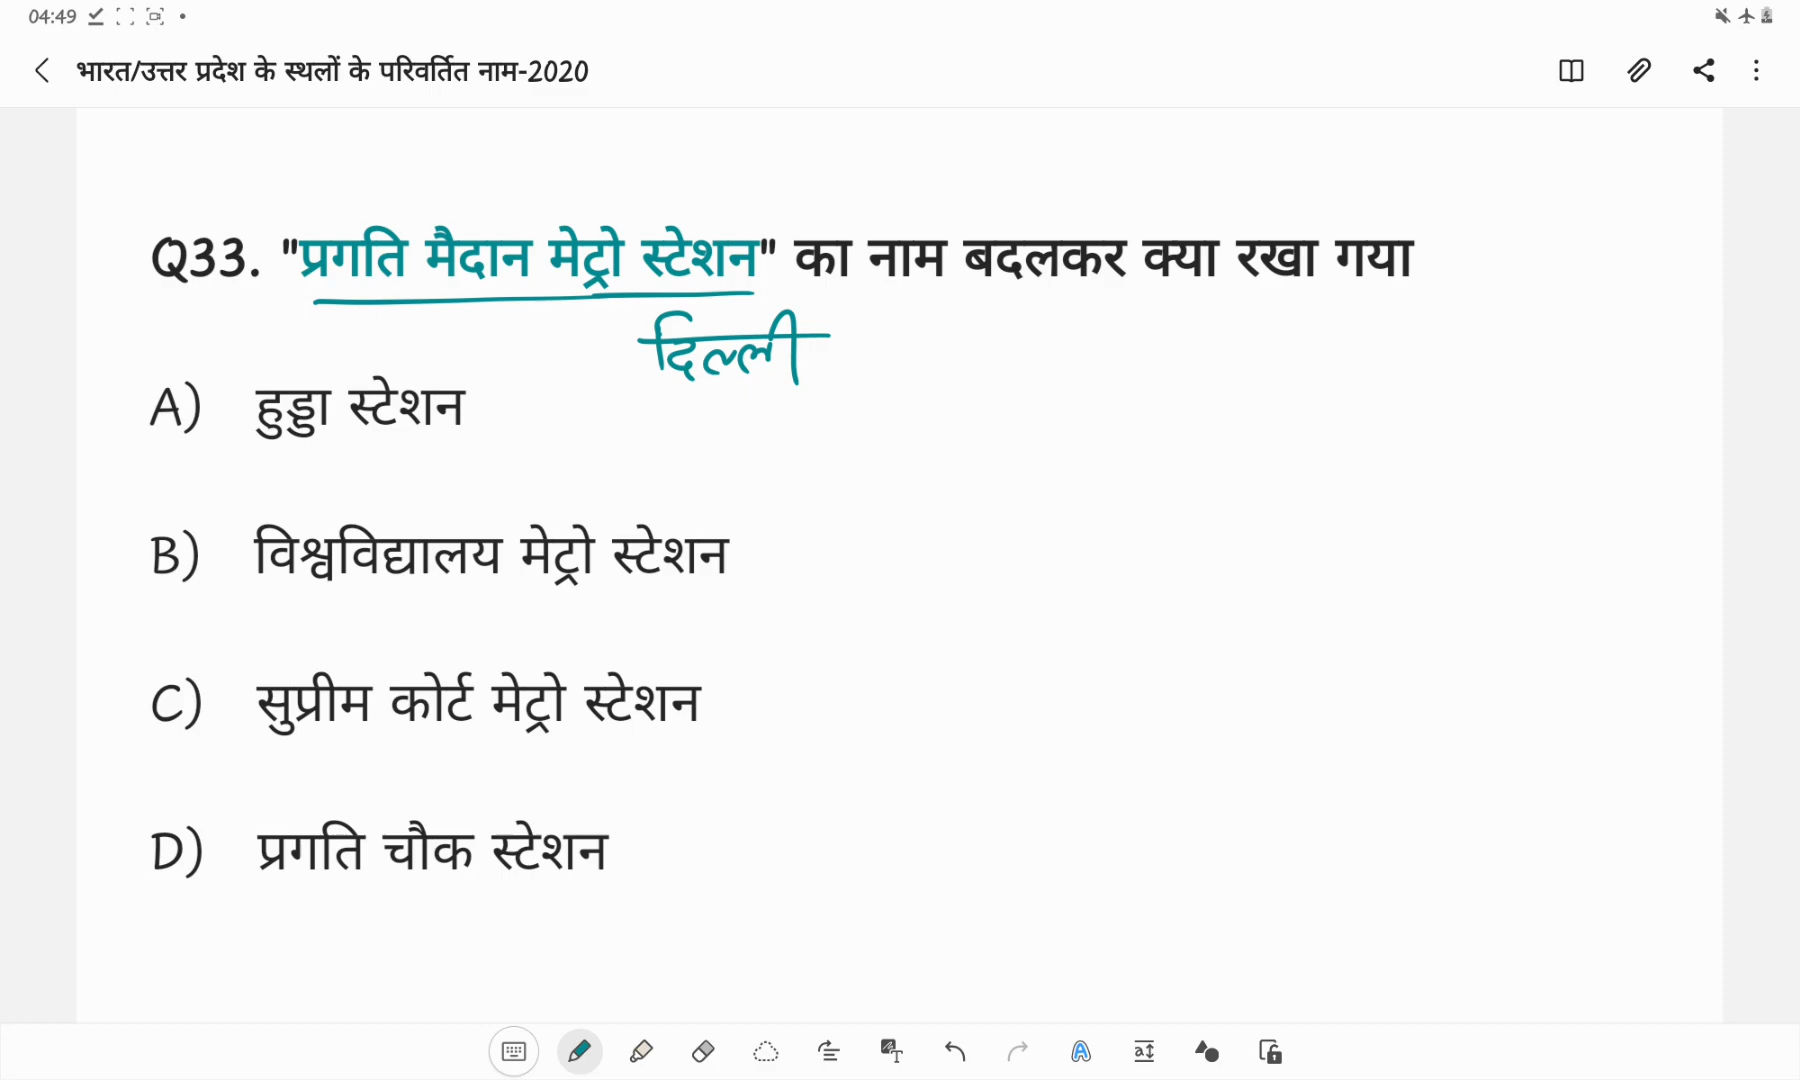 04:49
भारत/उत्तर प्रदेश के स्थलों के परिवर्तित नाम-2020
Q33. "प्रगति मैदान मेट्रो स्टेशन" का नाम बदलकर क्या रखा गया
दिल्ली
A) हुड्डा स्टेशन
B) विश्वविद्यालय मेट्रो स्टेशन
C) सुप्रीम कोर्ट मेट्रो स्टेशन
D) प्रगति चौक स्टेशन